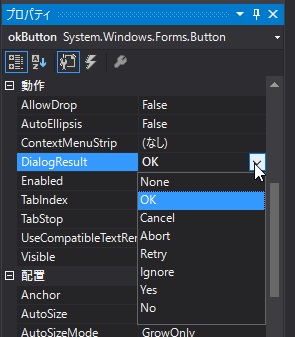 プロパティ
okButton System.Windows.Forms.Button
動作
AllowDrop False
AutoEllipsis False
ContextMenuStrip (なし)
DialogResult OK
Enabled None
TabIndex OK
TabStop Cancel
UseCompatibleTextRen Abort
Visible Retry
Ignore
配置 Yes
Anchor No
AutoSize
AutoSizeMode GrowOnly